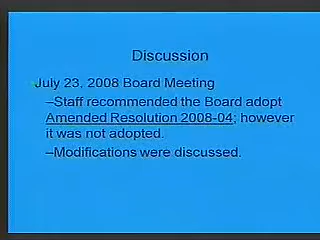 Discussion
July 23, 2008 Board Meeting
–Staff recommended the Board adopt
Amended Resolution 2008-04; however
it was not adopted.
–Modifications were discussed.